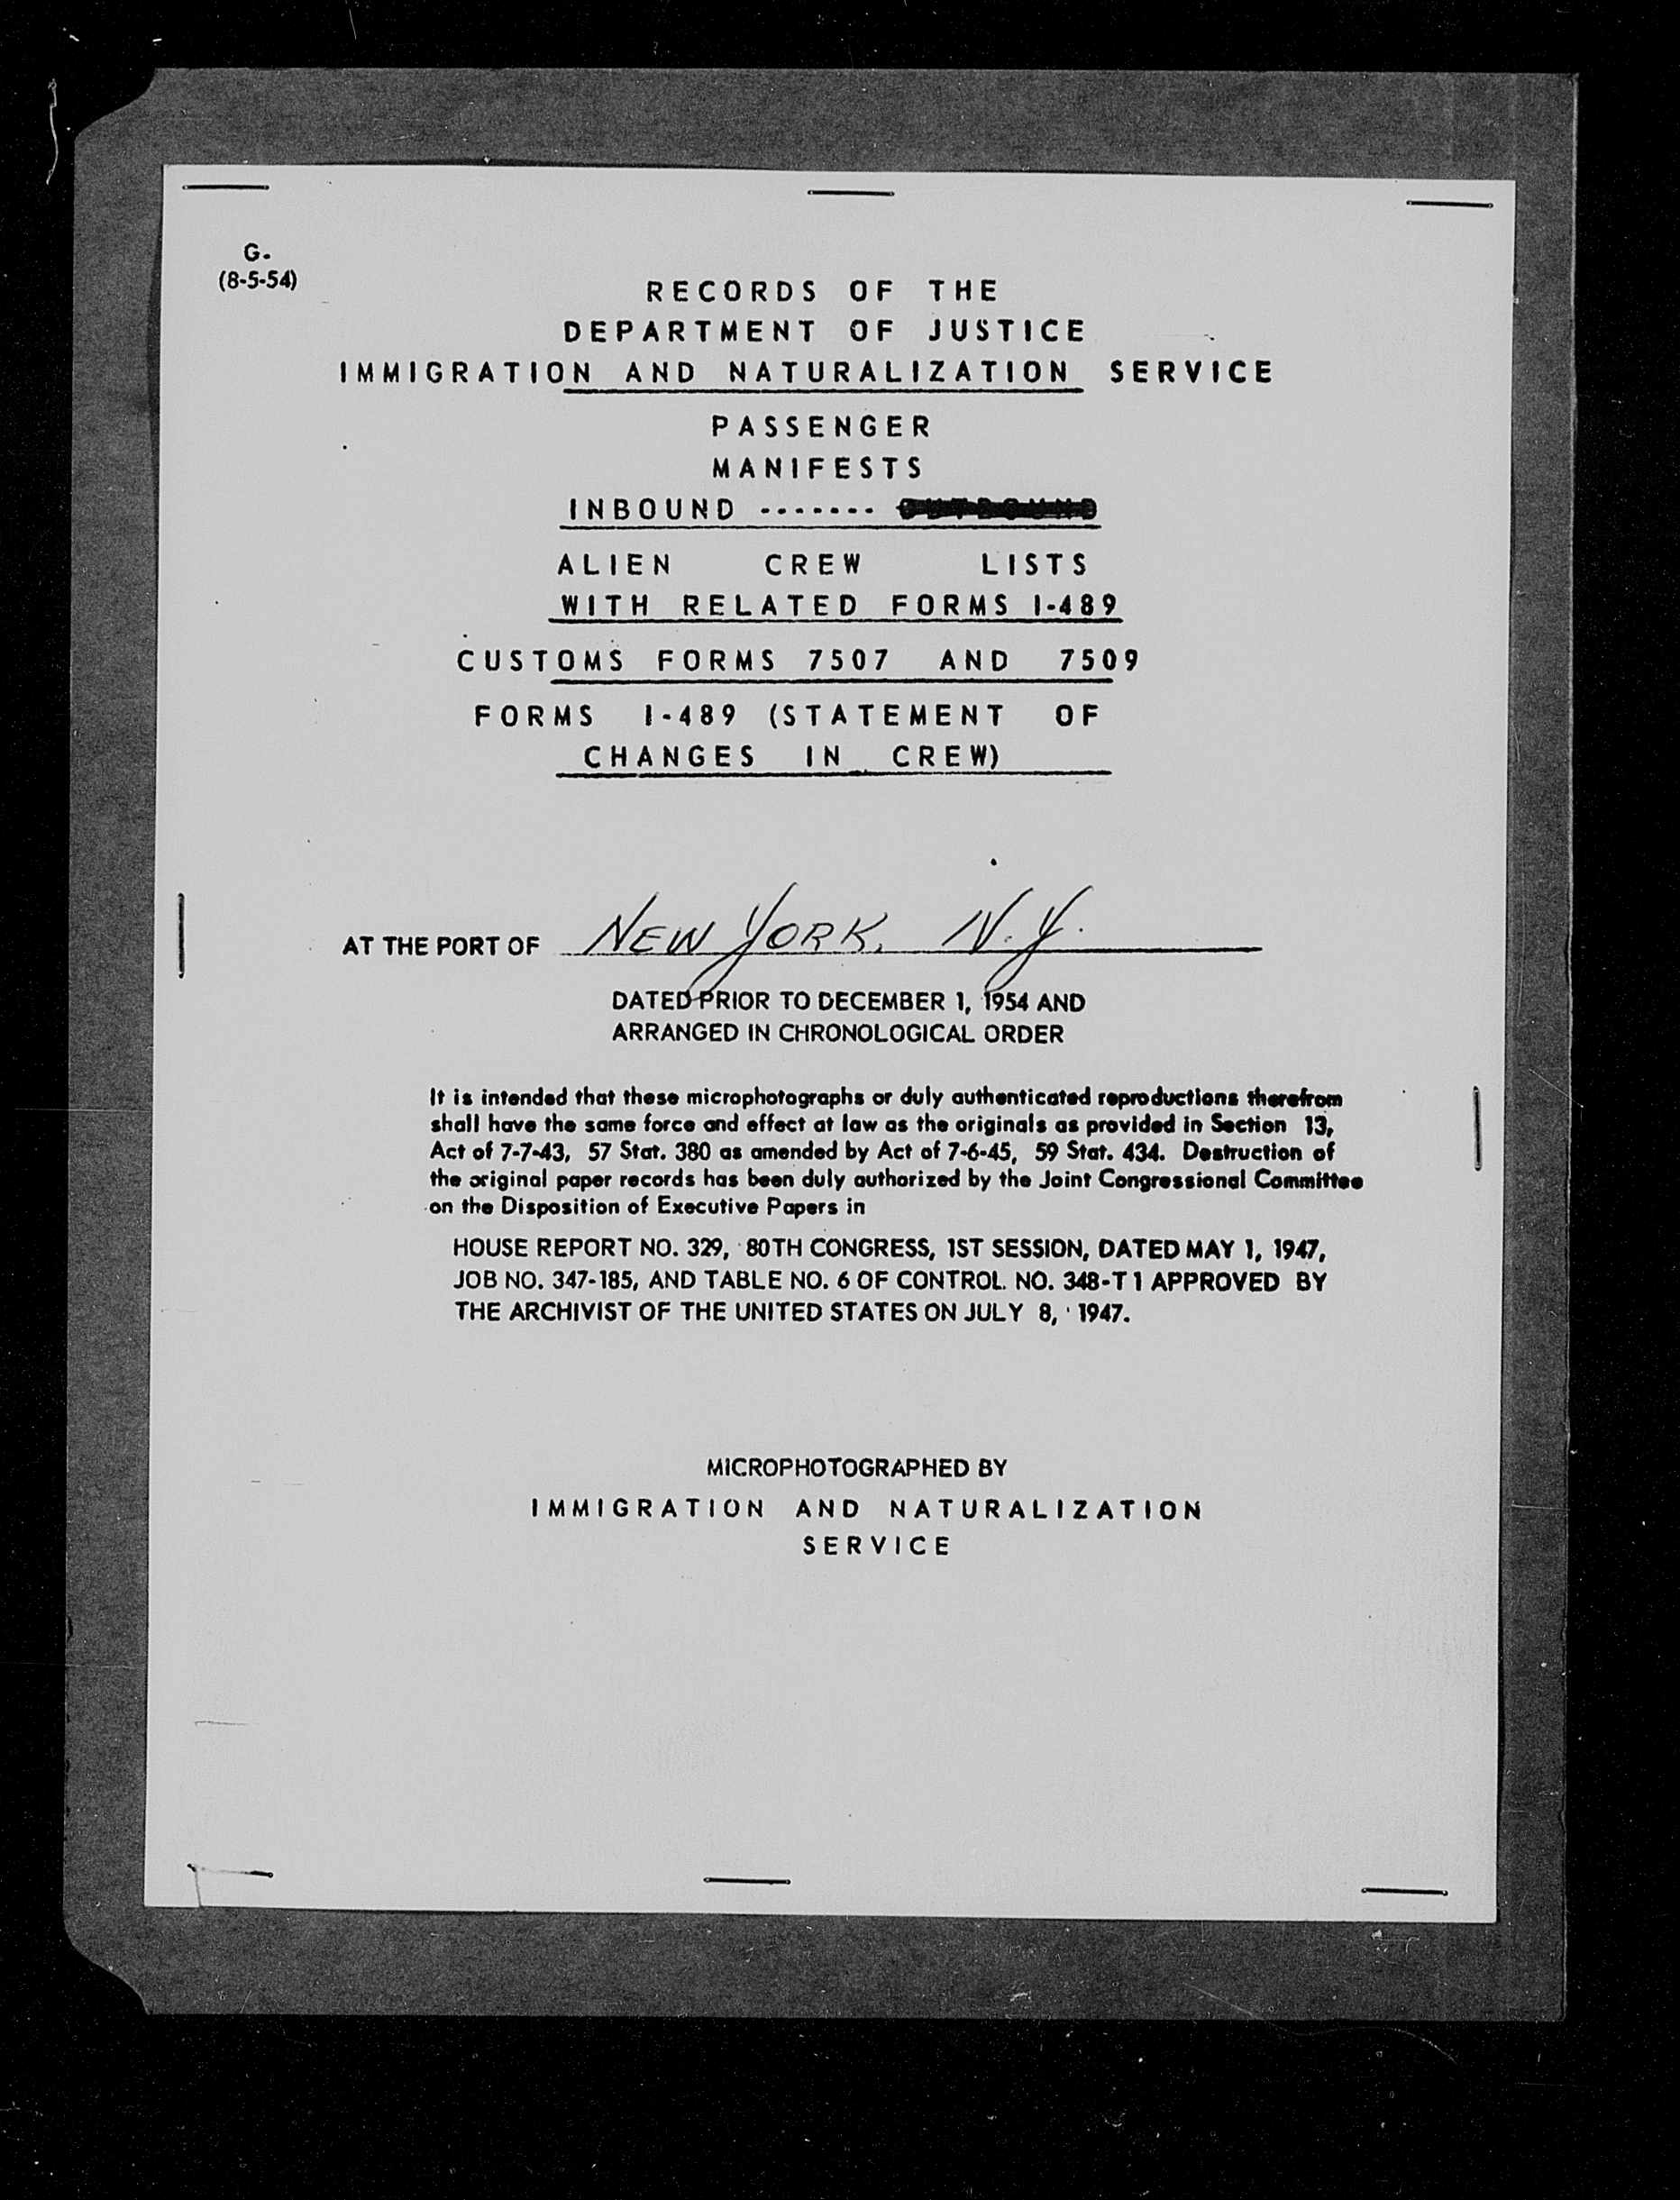 G.
(8-5-54)
RECORDS OF THE
DEPARTMENT OF JUSTICE
IMMIGRATION AND NATURALIZATION SERVICE
PASSENGER
MANIFESTS
INBOUND ------- OUTBOUND
ALIEN CREW LISTS
WITH RELATED FORMS I-489
CUSTOMS FORMS 7507 AND 7509
FORMS I-489 (STATEMENT OF
CHANGES IN CREW)
AT THE PORT OF NEW YORK, N.Y.
DATED PRIOR TO DECEMBER 1, 1954 AND
ARRANGED IN CHRONOLOGICAL ORDER
It is intended that these microphotographs or duly authenticated reproductions therefrom
shall have the same force and effect at law as the originals as provided in Section 13,
Act of 7-7-43, 57 Stat. 380 as amended by Act of 7-6-45, 59 Stat. 434. Destruction of
the original paper records has been duly authorized by the Joint Congressional Committee
on the Disposition of Executive Papers in
HOUSE REPORT NO. 329, 80TH CONGRESS, 1ST SESSION, DATED MAY 1, 1947,
JOB NO. 347-185, AND TABLE NO. 6 OF CONTROL NO. 348-T1 APPROVED BY
THE ARCHIVIST OF THE UNITED STATES ON JULY 8, 1947.
MICROPHOTOGRAPHED BY
IMMIGRATION AND NATURALIZATION
SERVICE